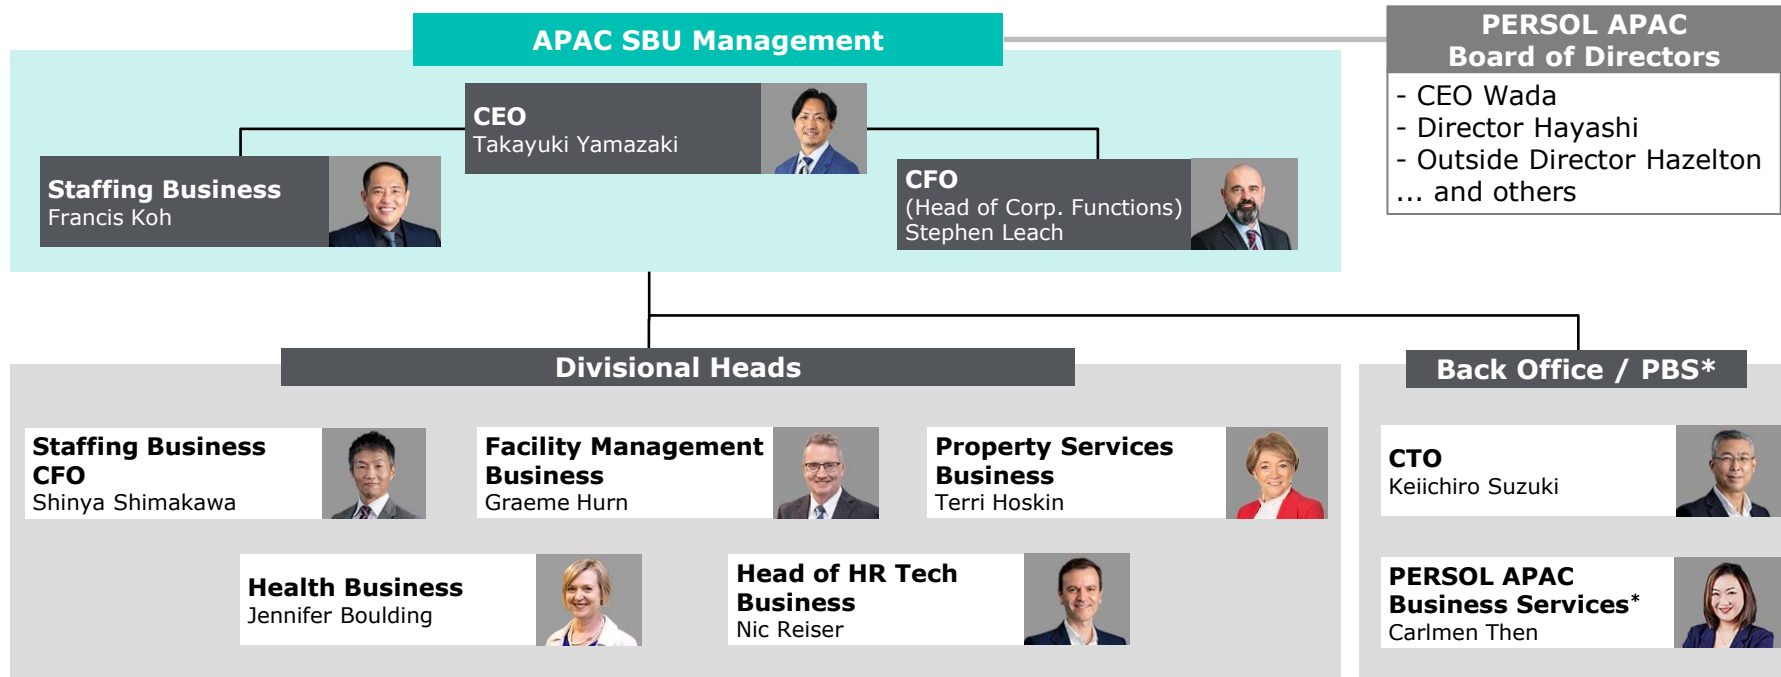 APAC SBU Management
PERSOL APAC
Board of Directors
- CEO Wada
- Director Hayashi
- Outside Director Hazelton
... and others
CEO
Takayuki Yamazaki
Staffing Business
Francis Koh
CFO
(Head of Corp. Functions)
Stephen Leach
Divisional Heads
Staffing Business
CFO
Shinya Shimakawa
Facility Management
Business
Graeme Hurn
Property Services
Business
Terri Hoskin
Health Business
Jennifer Boulding
Head of HR Tech
Business
Nic Reiser
Back Office / PBS*
CTO
Keiichiro Suzuki
PERSOL APAC
Business Services*
Carlmen Then